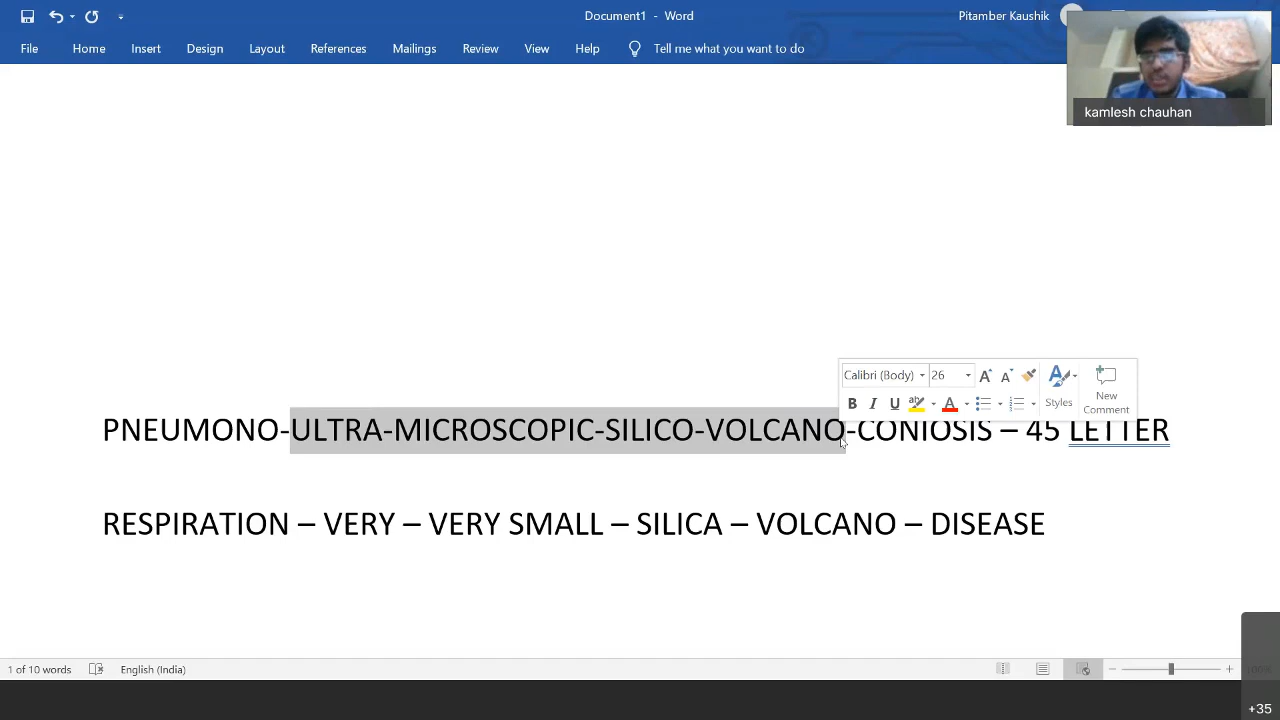 Document1 - Word
Pitamber Kaushik
File Home Insert Design Layout References Mailings Review View Help Tell me what you want to do
kamlesh chauhan
Calibri (Body) 26
B I U ab A Styles New Comment
PNEUMONO-ULTRA-MICROSCOPIC-SILICO-VOLCANO-CONIOSIS – 45 LETTER
RESPIRATION – VERY – VERY SMALL – SILICA – VOLCANO – DISEASE
1 of 10 words English (India)
+35